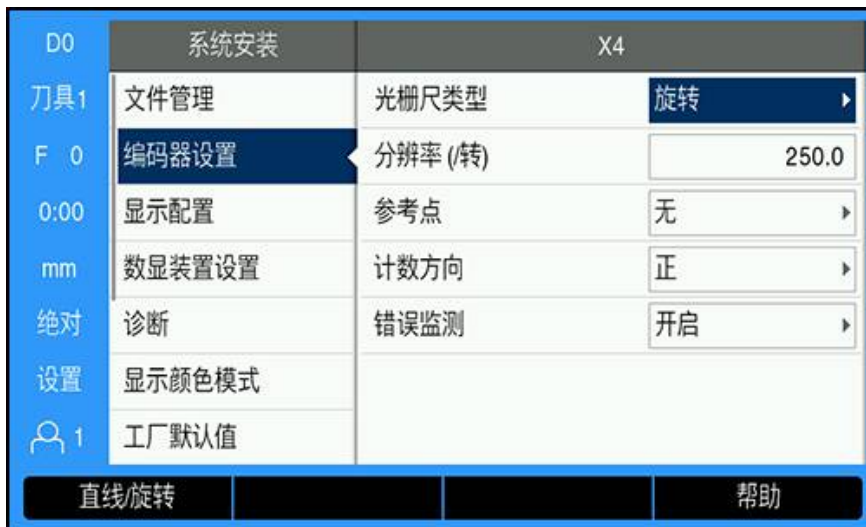 D0
系统安装
X4
刀具1
文件管理
光栅尺类型
旋转
F 0
编码器设置
分辨率 (/转)
250.0
0:00
显示配置
参考点
无
mm
数显装置设置
计数方向
正
绝对
诊断
错误监测
开启
设置
显示颜色模式
1
工厂默认值
直线/旋转
帮助